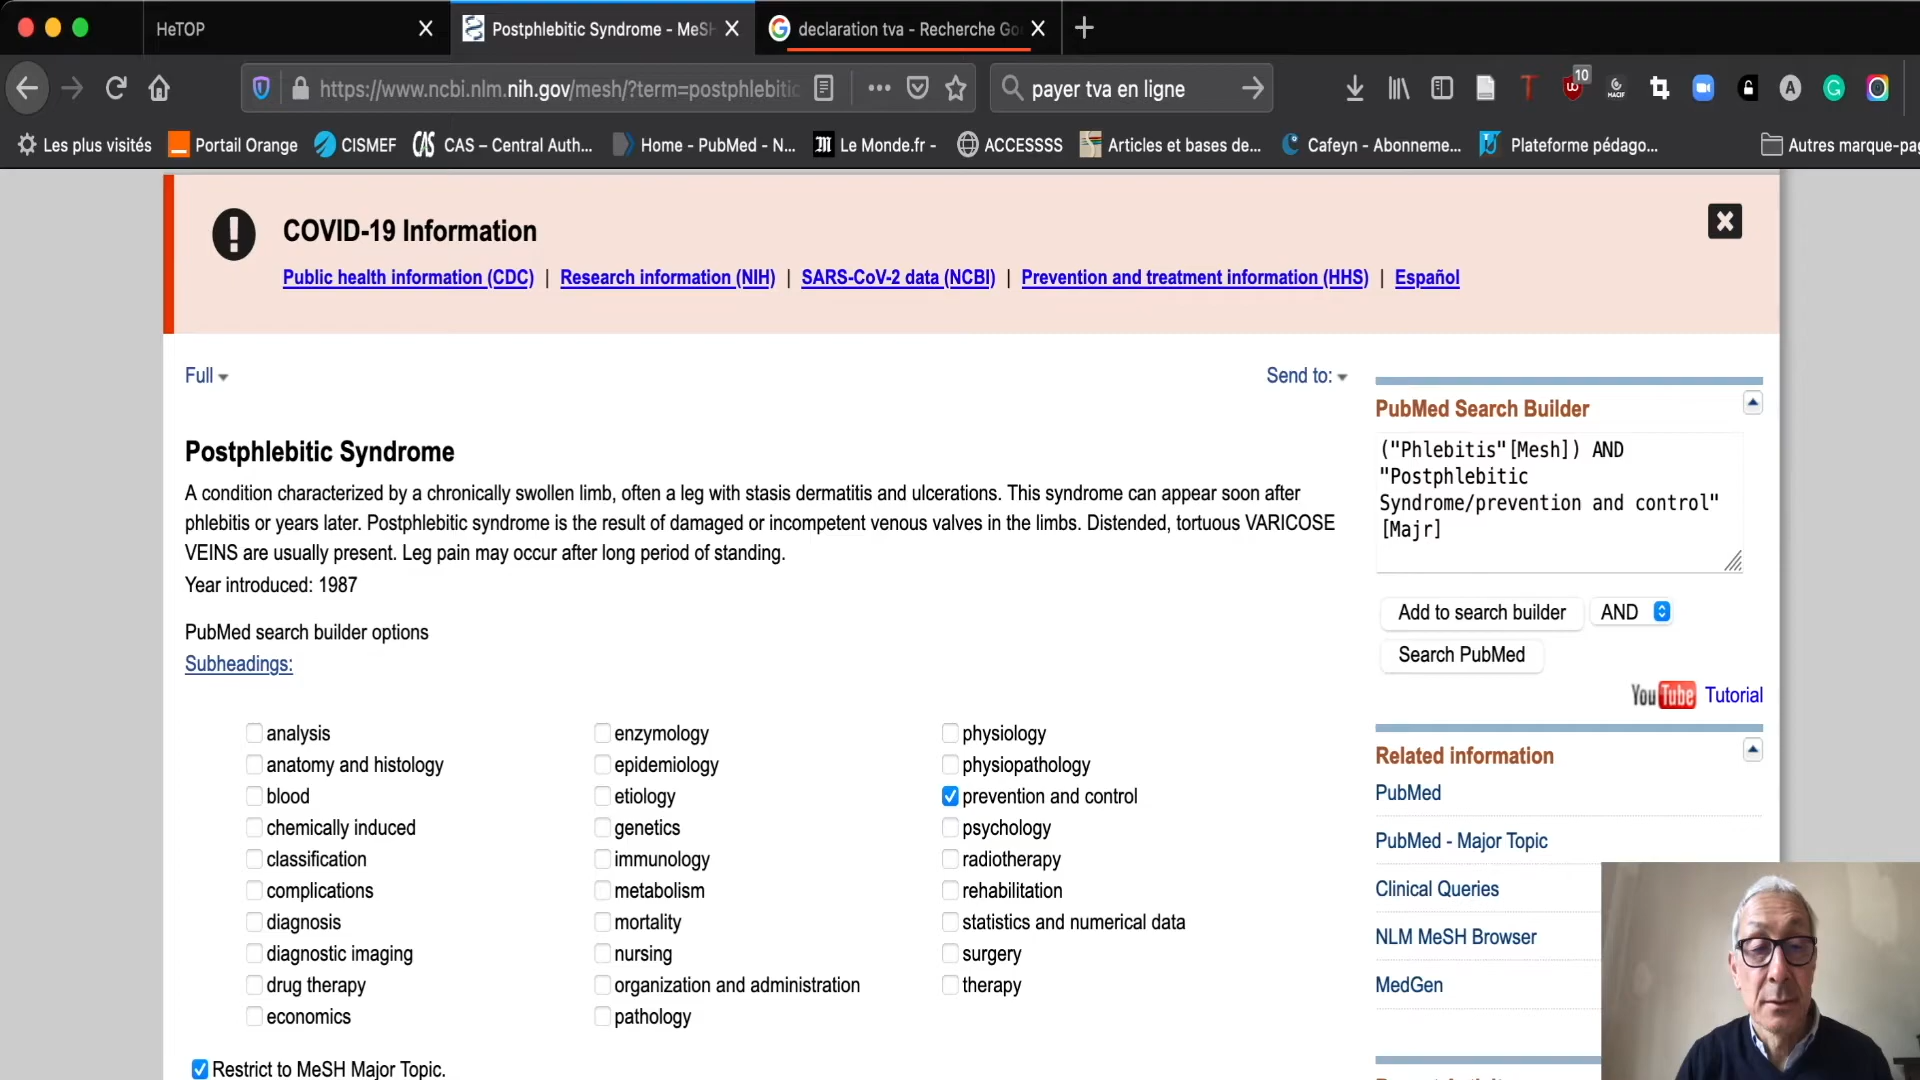 HeTOP
Postphlebitic Syndrome - MeSH
declaration tva - Recherche Go
https://www.ncbi.nlm.nih.gov/mesh/?term=postphlebitic
payer tva en ligne
10
Les plus visités
Portail Orange
CISMEF
CAS – Central Auth...
Home - PubMed - N...
Le Monde.fr -
ACCESSSS
Articles et bases de...
Cafeyn - Abonneme...
Plateforme pédago...
Autres marque-pag
COVID-19 Information
Public health information (CDC) | Research information (NIH) | SARS-CoV-2 data (NCBI) | Prevention and treatment information (HHS) | Español
Full
Send to:
Postphlebitic Syndrome
A condition characterized by a chronically swollen limb, often a leg with stasis dermatitis and ulcerations. This syndrome can appear soon after
phlebitis or years later. Postphlebitic syndrome is the result of damaged or incompetent venous valves in the limbs. Distended, tortuous VARICOSE
VEINS are usually present. Leg pain may occur after long period of standing.
Year introduced: 1987
PubMed search builder options
Subheadings:
analysis
anatomy and histology
blood
chemically induced
classification
complications
diagnosis
diagnostic imaging
drug therapy
economics
enzymology
epidemiology
etiology
genetics
immunology
metabolism
mortality
nursing
organization and administration
pathology
physiology
physiopathology
prevention and control
psychology
radiotherapy
rehabilitation
statistics and numerical data
surgery
therapy
Restrict to MeSH Major Topic.
PubMed Search Builder
("Phlebitis"[Mesh]) AND
"Postphlebitic
Syndrome/prevention and control"
[Majr]
Add to search builder
AND
Search PubMed
YouTube Tutorial
Related information
PubMed
PubMed - Major Topic
Clinical Queries
NLM MeSH Browser
MedGen